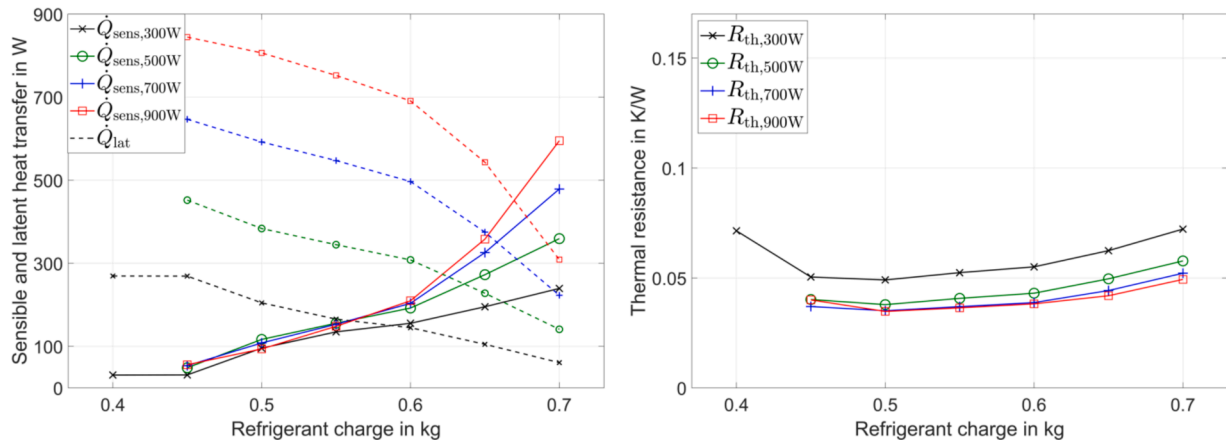 Sensible and latent heat transfer in W
900
700
500
300
100
0
Q̇sens,300W
Q̇sens,500W
Q̇sens,700W
Q̇sens,900W
Q̇lat
0.4 0.5 0.6 0.7
Refrigerant charge in kg
Thermal resistance in K/W
0.15
0.1
0.05
0
Rth,300W
Rth,500W
Rth,700W
Rth,900W
0.4 0.5 0.6 0.7
Refrigerant charge in kg